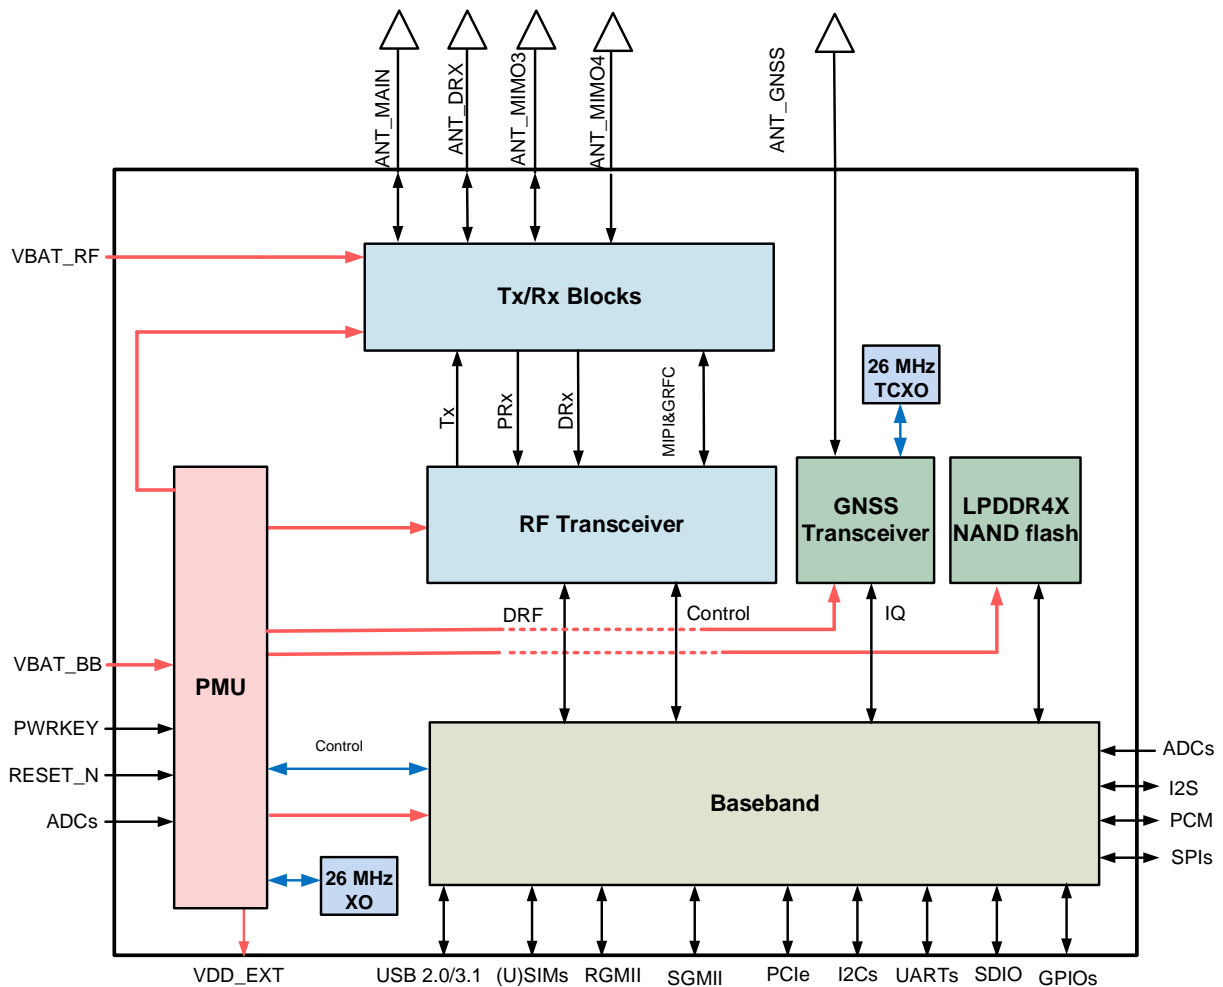 ANT_MAIN
ANT_DRX
ANT_MIMO3
ANT_MIMO4
ANT_GNSS
VBAT_RF
Tx/Rx Blocks
26 MHz
TCXO
Tx
PRx
DRx
MIPI&GRFC
RF Transceiver
GNSS
Transceiver
LPDDR4X
NAND flash
DRF
Control
IQ
VBAT_BB
PMU
PWRKEY
Control
RESET_N
ADCs
Baseband
ADCs
I2S
PCM
SPIs
26 MHz
XO
VDD_EXT
USB 2.0/3.1
(U)SIMs
RGMII
SGMII
PCIe
I2Cs
UARTs
SDIO
GPIOs